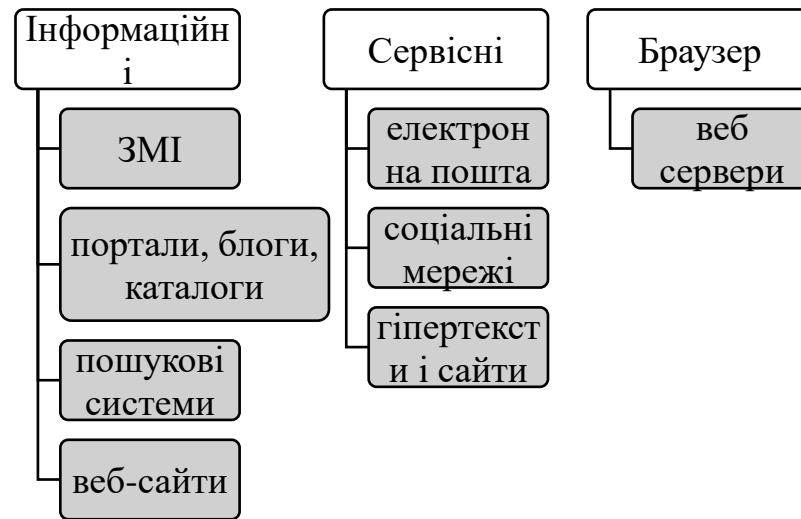 Інформаційн
і
ЗМІ
портали, блоги,
каталоги
пошукові
системи
веб-сайти
Сервісні
електрон
на пошта
соціальні
мережі
гіпертекст
и і сайти
Браузер
веб
сервери